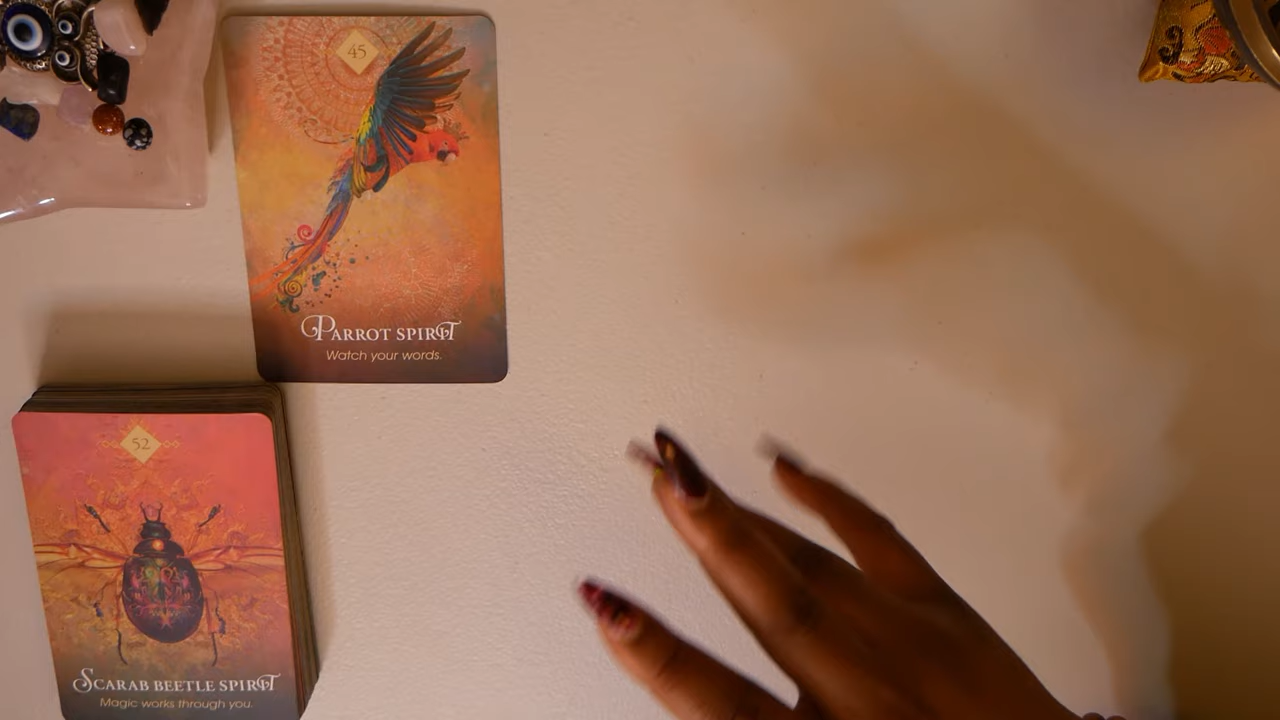 45
PARROT SPIRIT
Watch your words.
52
SCARAB BEETLE SPIRIT
Magic works through you.